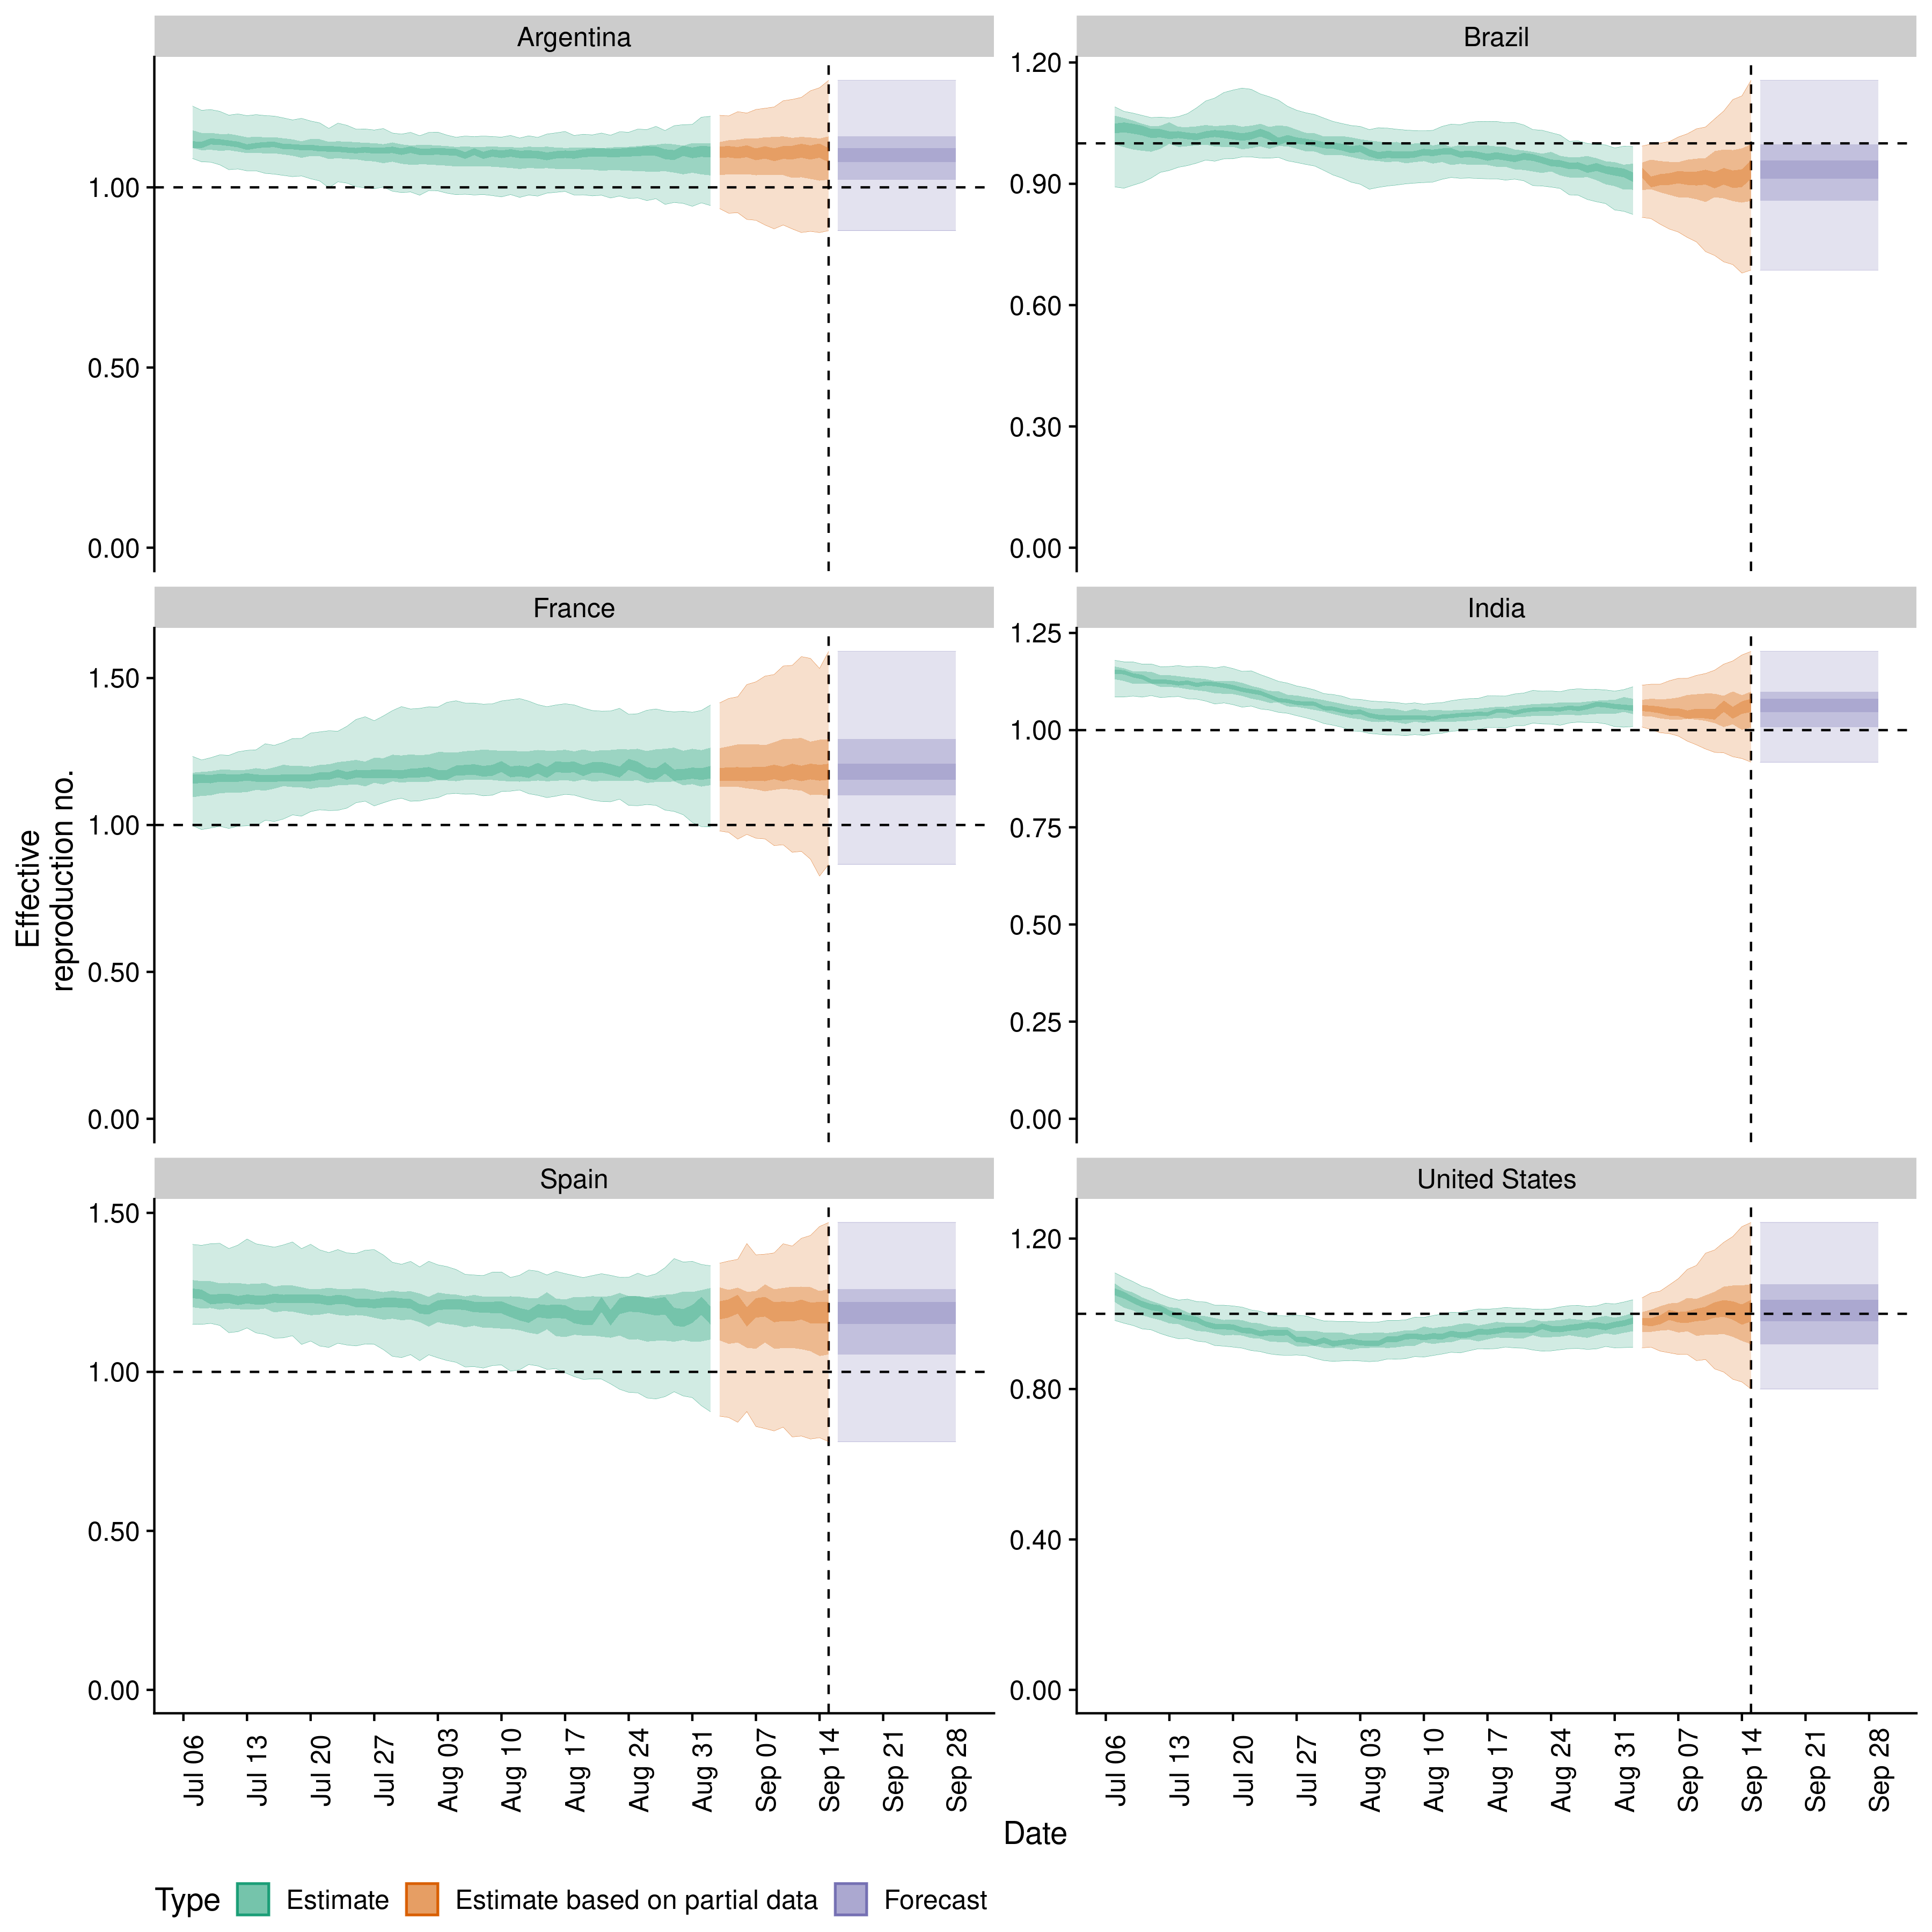 Argentina
Brazil
1.00
0.50
0.00
1.20
0.90
0.60
0.30
0.00
France
India
1.50
1.00
0.50
0.00
1.25
1.00
0.75
0.50
0.25
0.00
Effective
reproduction no.
Spain
United States
1.50
1.00
0.50
0.00
1.20
0.80
0.40
0.00
Jul 06
Jul 13
Jul 20
Jul 27
Aug 03
Aug 10
Aug 17
Aug 24
Aug 31
Sep 07
Sep 14
Sep 21
Sep 28
Jul 06
Jul 13
Jul 20
Jul 27
Aug 03
Aug 10
Aug 17
Aug 24
Aug 31
Sep 07
Sep 14
Sep 21
Sep 28
Date
Type Estimate Estimate based on partial data Forecast